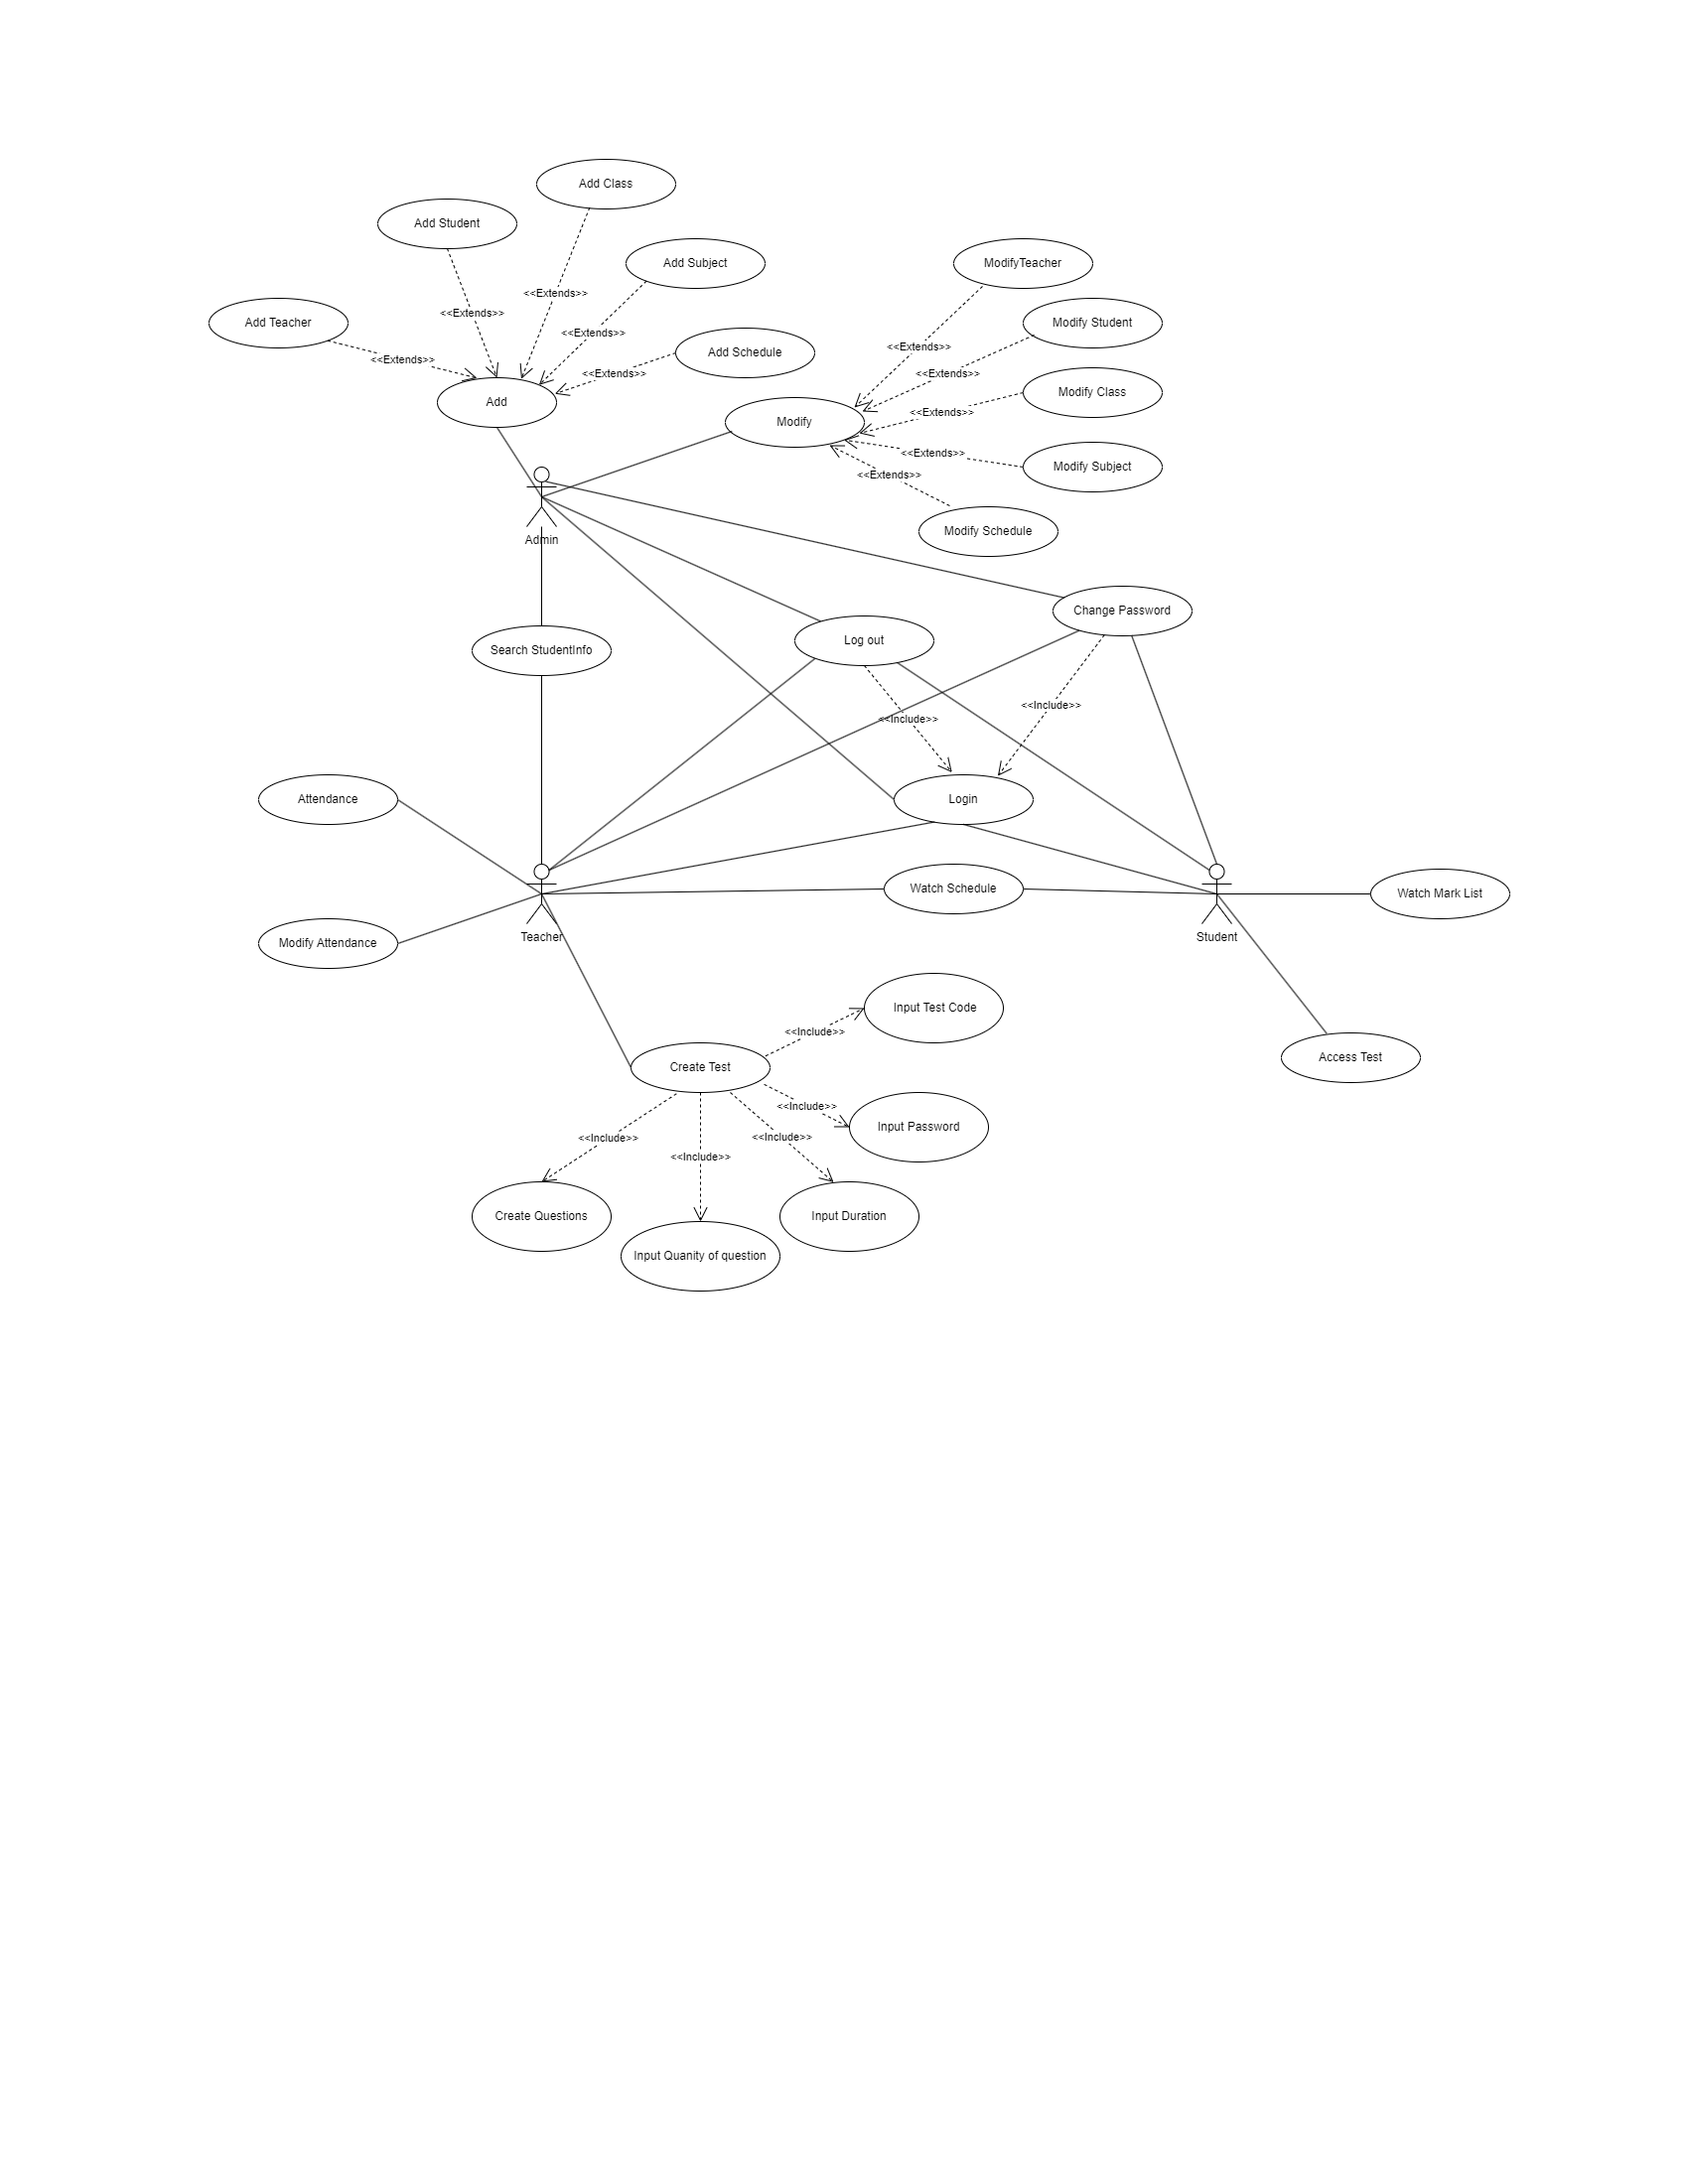 Add Class
Add Student
Add Subject
ModifyTeacher
<<Extends>>
<<Extends>>
Add Teacher
Modify Student
<<Extends>>
<<Extends>>
Add Schedule
<<Extends>>
<<Extends>>
<<Extends>>
Modify Class
Add
<<Extends>>
Modify
<<Extends>>
Modify Subject
<<Extends>>
Modify Schedule
Admin
Change Password
Log out
Search StudentInfo
<<Include>>
<<Include>>
Attendance
Login
Watch Schedule
Watch Mark List
Teacher
Student
Modify Attendance
Input Test Code
<<Include>>
Access Test
Create Test
<<Include>>
Input Password
<<Include>>
<<Include>>
<<Include>>
Create Questions
Input Duration
Input Quanity of question